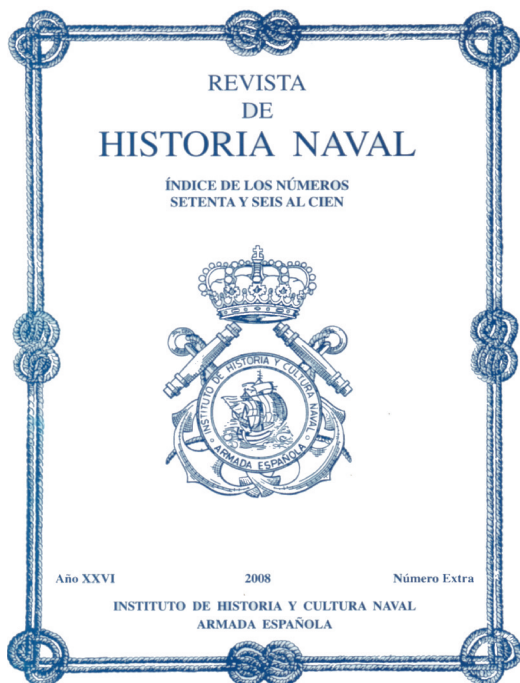 REVISTA
DE
HISTORIA NAVAL
ÍNDICE DE LOS NÚMEROS
SETENTA Y SEIS AL CIEN
INSTITUTO DE HISTORIA Y CULTURA NAVAL
ARMADA ESPAÑOLA
Año XXVI 2008 Número Extra
INSTITUTO DE HISTORIA Y CULTURA NAVAL
ARMADA ESPAÑOLA